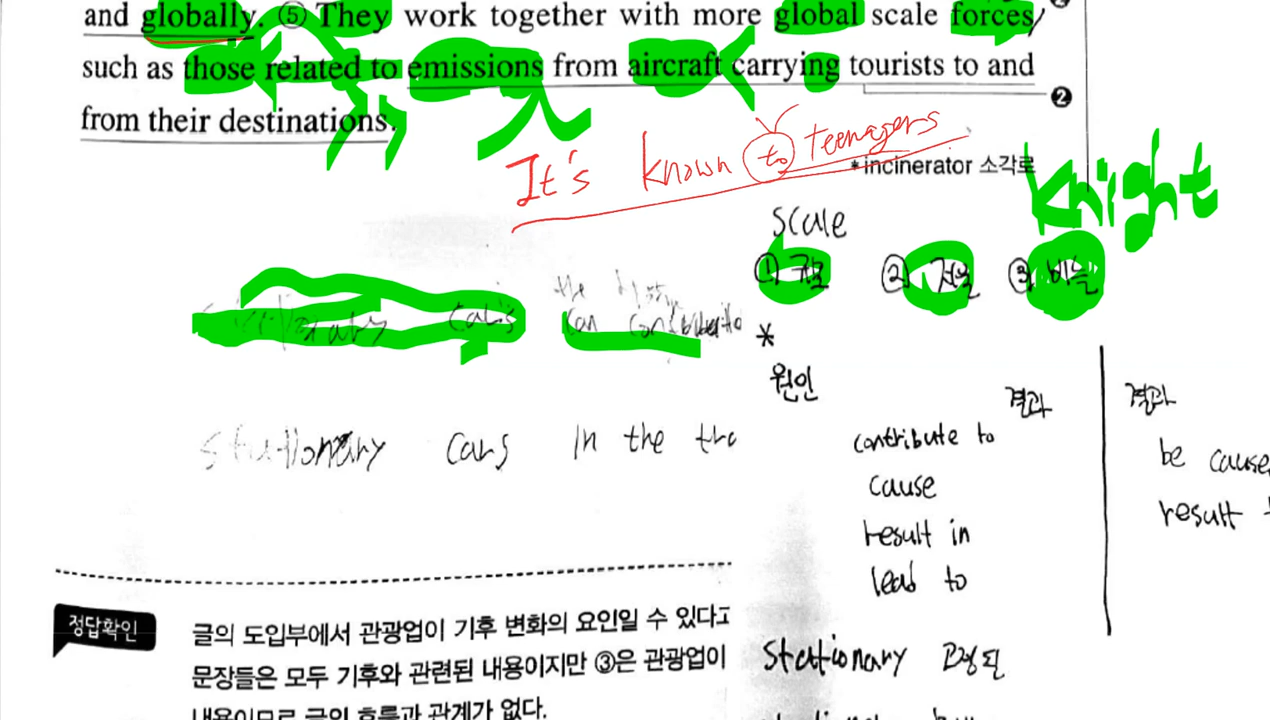 and globally. ⑤ They work together with more global scale forces
such as those related to emissions from aircraft carrying tourists to and
❷
from their destinations.
It's known to teenagers
* incinerator 소각로
knight
scale
① 규모 ② 저울 ③ 비늘
cars the can
*
원인
결과 결과
stationary cars in the tra
contribute to be cause
cause result
result in
lead to
정답확인
글의 도입부에서 관광업이 기후 변화의 요인일 수 있다고
문장들은 모두 기후와 관련된 내용이지만 ③은 관광업이
내용이므로 글의 흐름과 관계가 없다.
stationary 고정된